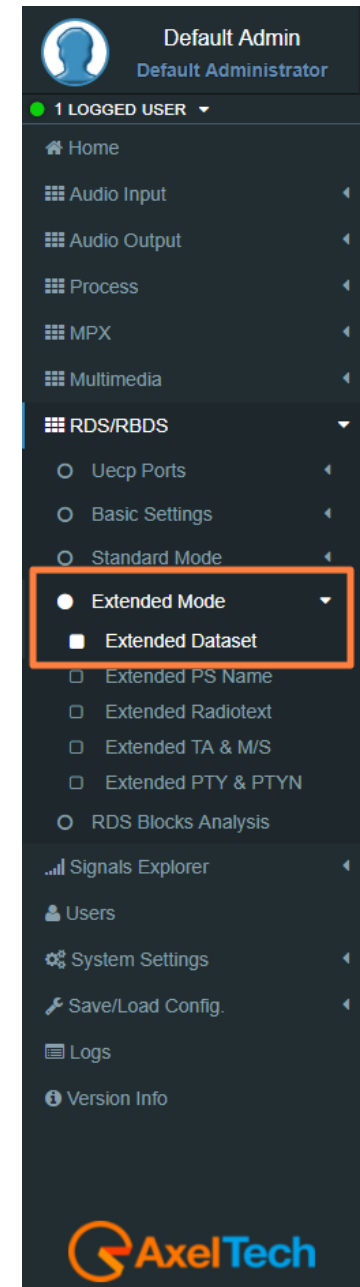 Default Admin
Default Administrator
1 LOGGED USER
Home
Audio Input
Audio Output
Process
MPX
Multimedia
RDS/RBDS
Uecp Ports
Basic Settings
Standard Mode
Extended Mode
Extended Dataset
Extended PS Name
Extended Radiotext
Extended TA & M/S
Extended PTY & PTYN
RDS Blocks Analysis
Signals Explorer
Users
System Settings
Save/Load Config.
Logs
Version Info
AxelTech